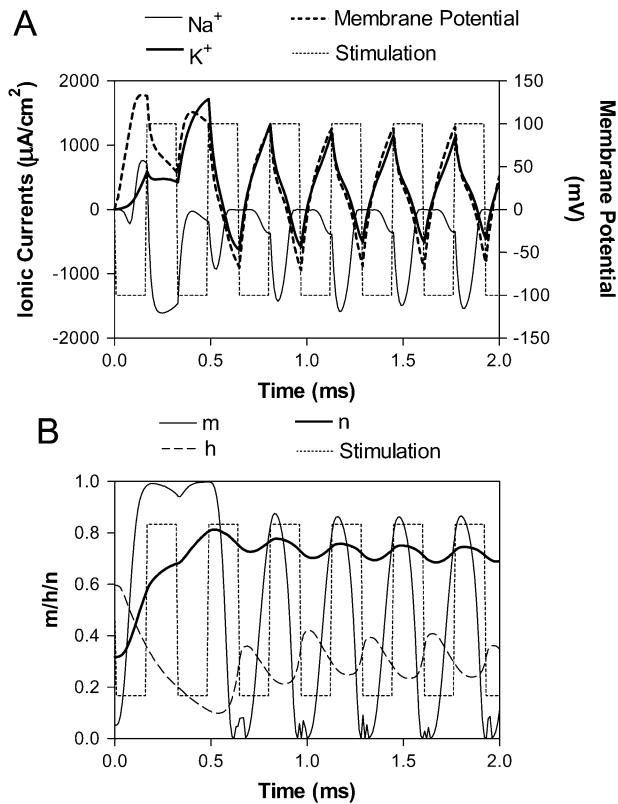 A
Na+
K+
Membrane Potential
Stimulation
Ionic Currents (µA/cm2)
2000
1000
0
-1000
-2000
150
100
50
0
-50
-100
-150
Membrane Potential
(mV)
0.0 0.5 1.0 1.5 2.0
Time (ms)
B
m
h
n
Stimulation
m/h/n
1.0
0.8
0.6
0.4
0.2
0.0
0.0 0.5 1.0 1.5 2.0
Time (ms)